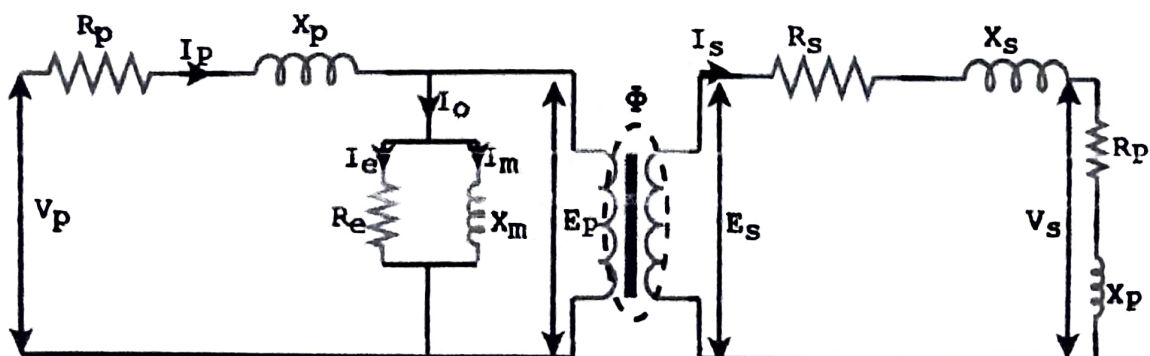 Rp
Ip
Xp
Is
Rs
Xs
Io
Φ
Ie
Im
Rp
Vp
Re
Xm
Ep
Es
Vs
Xp